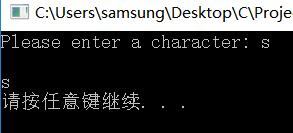 C:\Users\samsung\Desktop\C\Proje
Please enter a character: s
s
请按任意键继续. . .